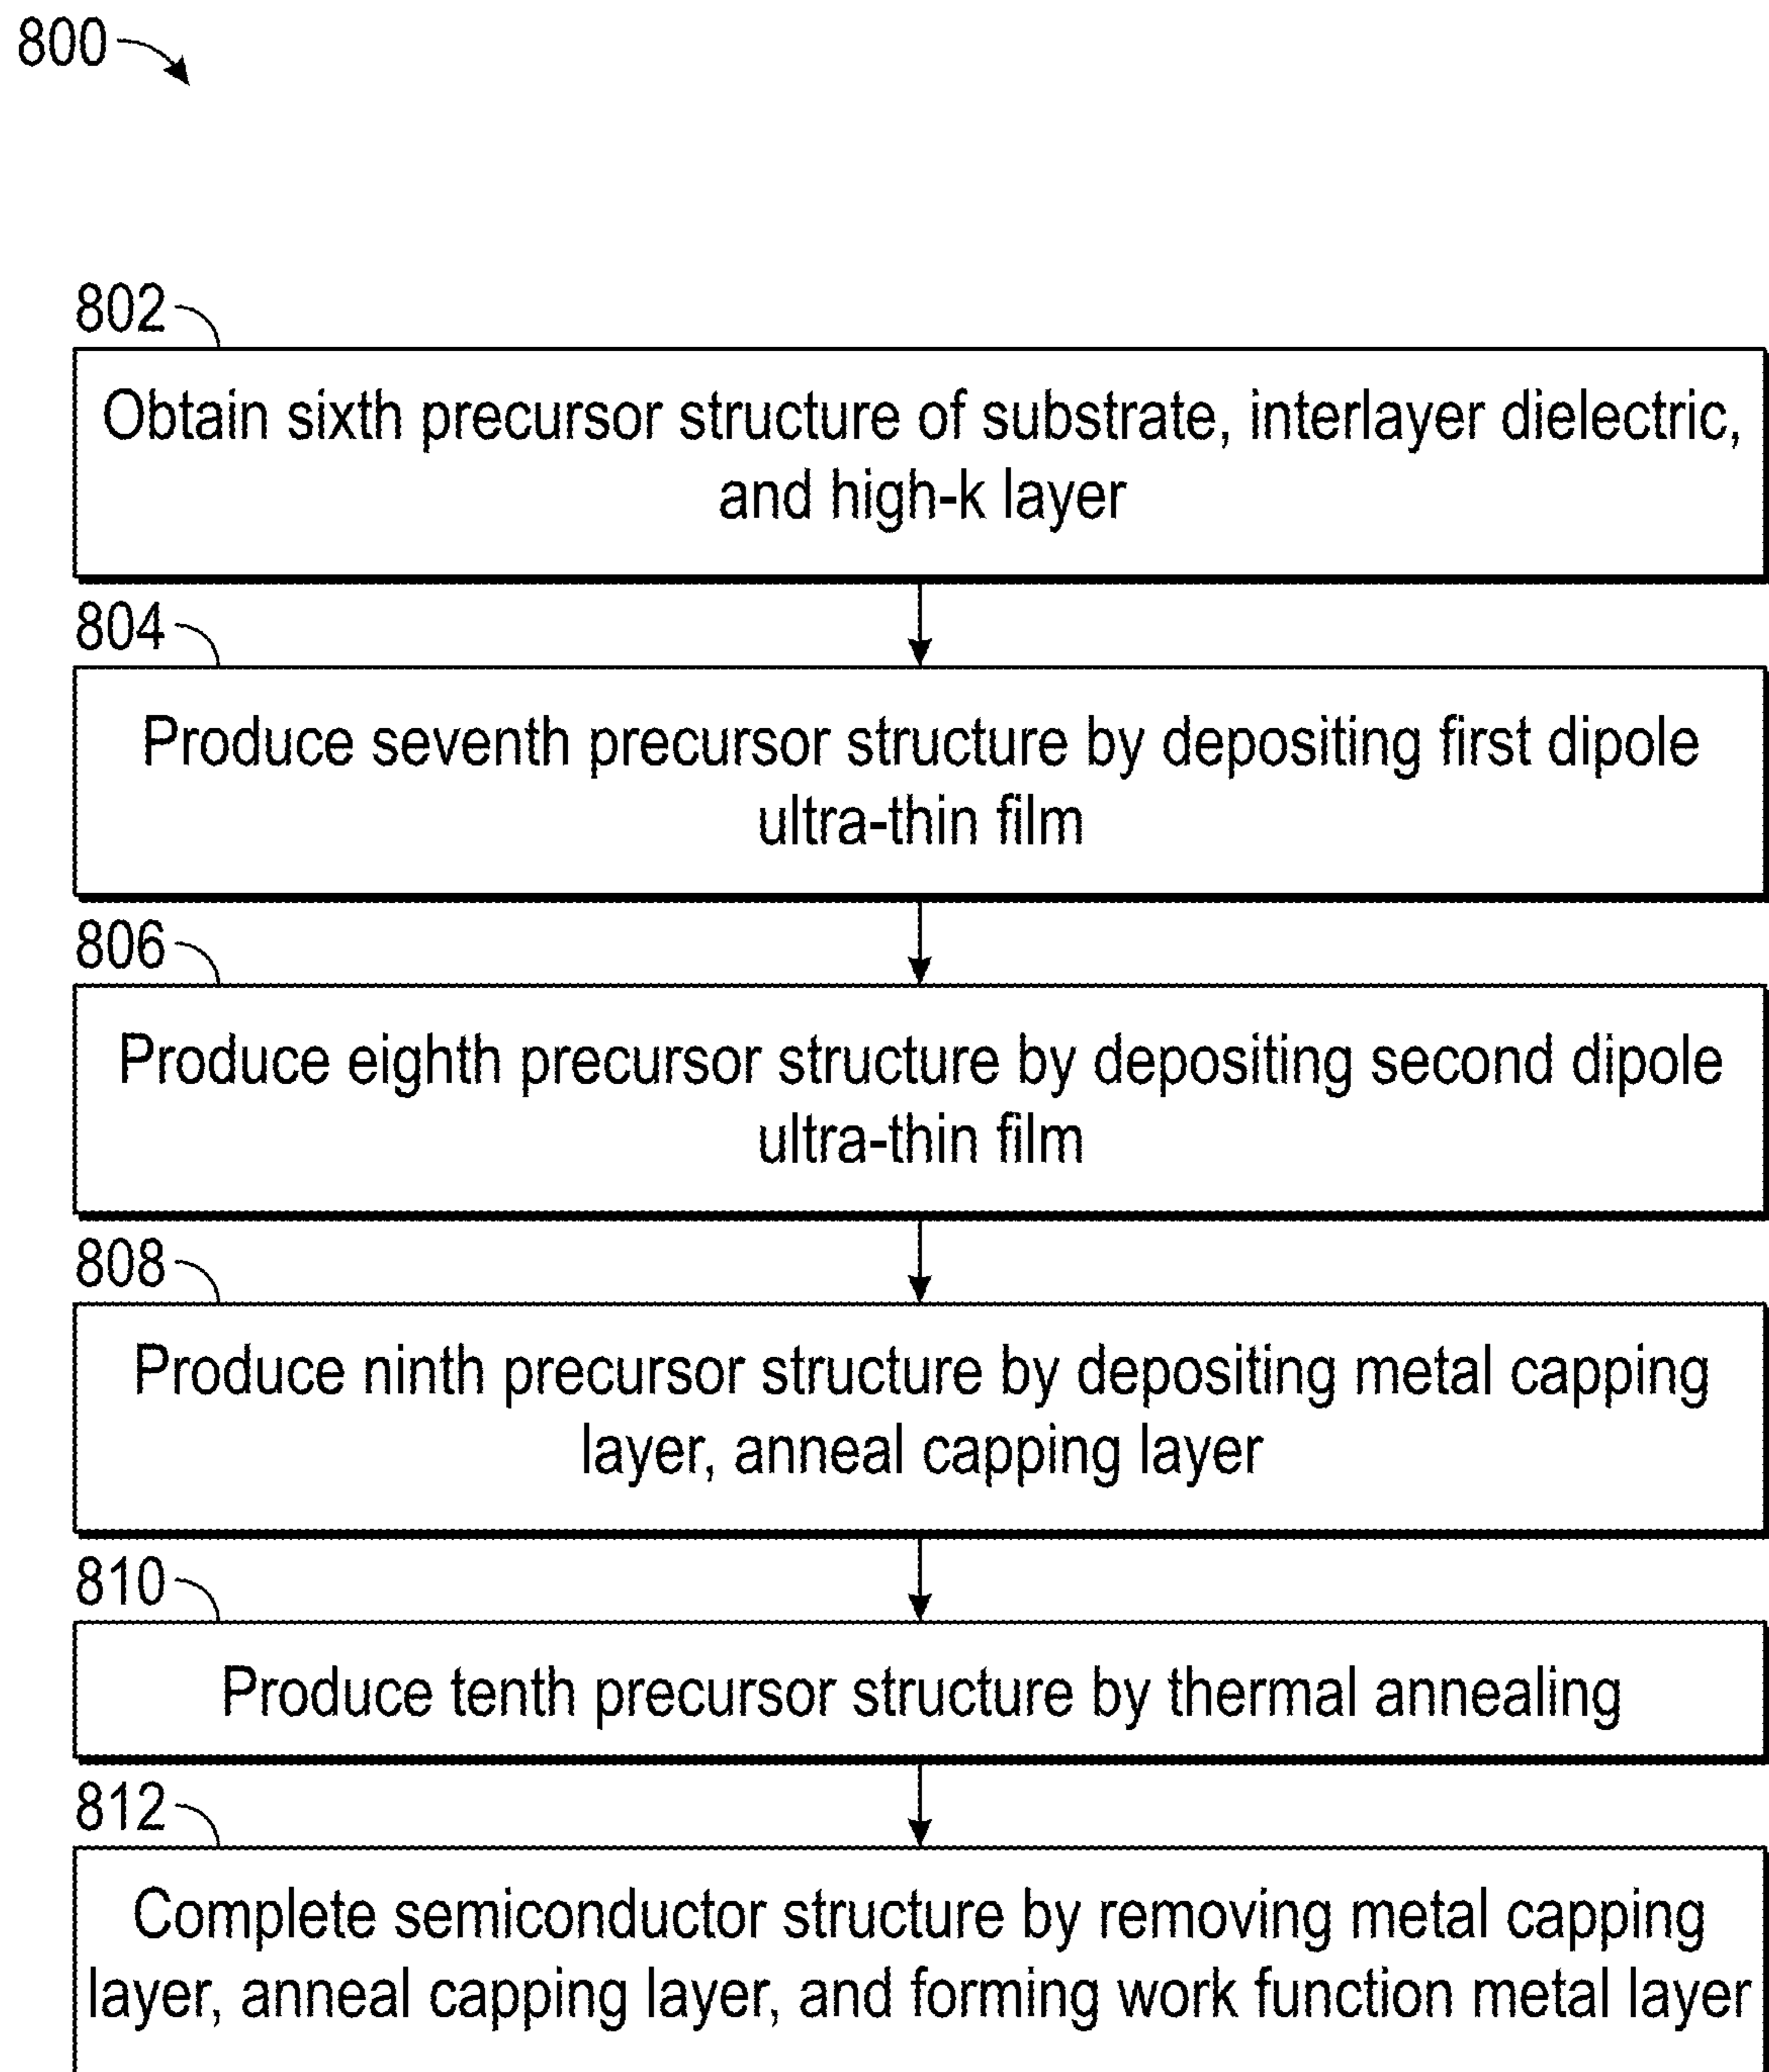 800
802
Obtain sixth precursor structure of substrate, interlayer dielectric,
and high-k layer
804
Produce seventh precursor structure by depositing first dipole
ultra-thin film
806
Produce eighth precursor structure by depositing second dipole
ultra-thin film
808
Produce ninth precursor structure by depositing metal capping
layer, anneal capping layer
810
Produce tenth precursor structure by thermal annealing
812
Complete semiconductor structure by removing metal capping
layer, anneal capping layer, and forming work function metal layer